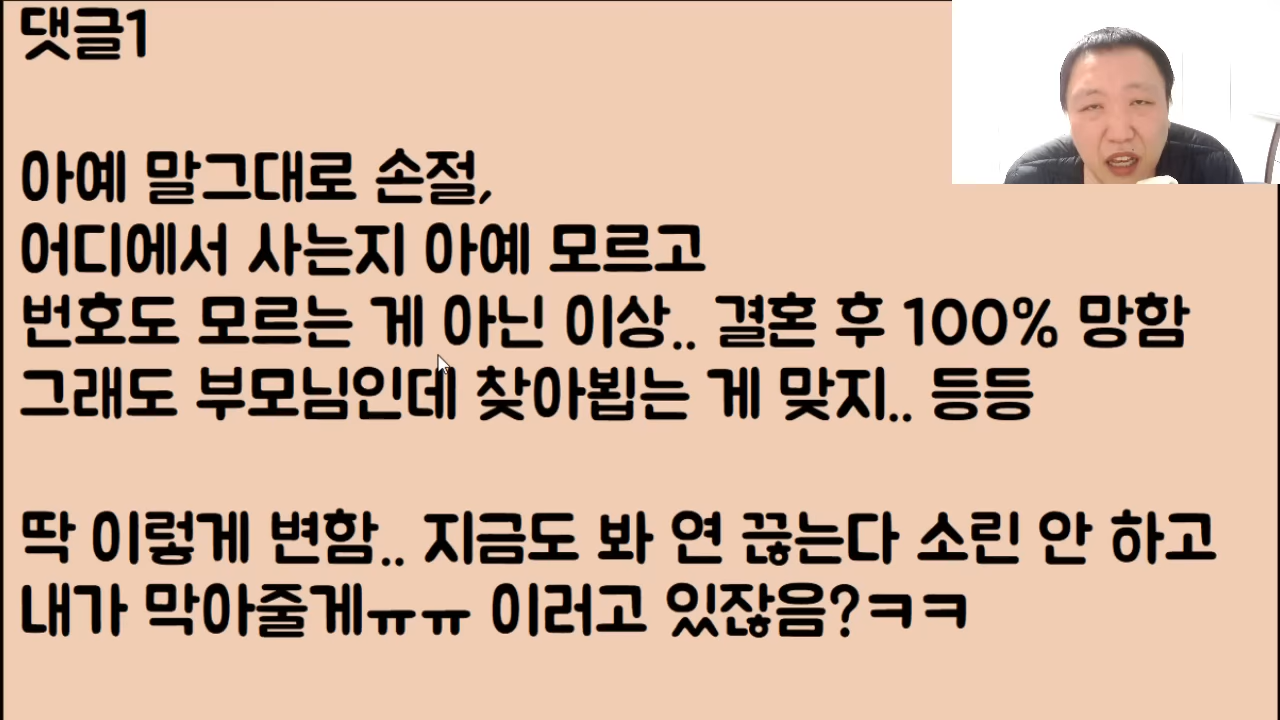 댓글1
아예 말그대로 손절,
어디에서 사는지 아예 모르고
번호도 모르는 게 아닌 이상.. 결혼 후 100% 망함
그래도 부모님인데 찾아뵙는 게 맞지.. 등등
딱 이렇게 변함.. 지금도 봐 연 끊는다 소린 안 하고
내가 막아줄게ㅠㅠ 이러고 있잖음?ㅋㅋ